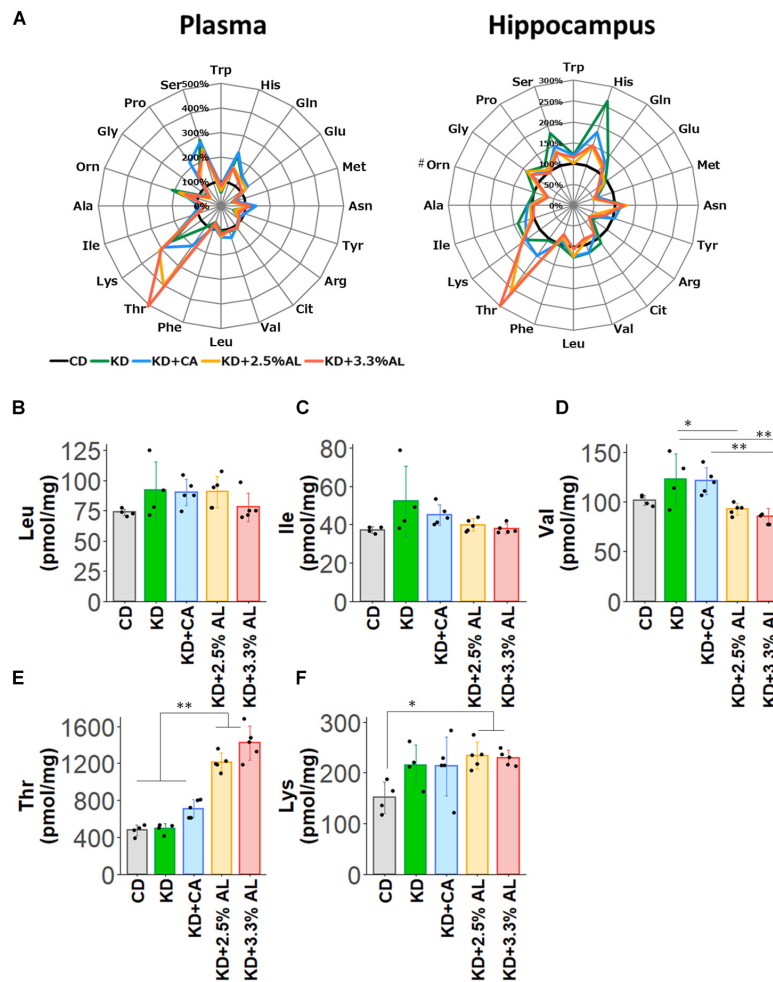 A
Plasma
Hippocampus
Trp
Ser
His
Pro
Gln
Gly
Glu
Orn
Met
Ala
Asn
Ile
Tyr
Lys
Arg
Thr
Cit
Phe
Val
Leu
500%
400%
300%
200%
100%
0%
Trp
Ser
His
Pro
Gln
Gly
Glu
# Orn
Met
Ala
Asn
Ile
Tyr
Lys
Arg
Thr
Cit
Phe
Val
Leu
300%
250%
200%
150%
100%
50%
0%
CD KD KD+CA KD+2.5%AL KD+3.3%AL
B
Leu
(pmol/mg)
125
100
75
50
25
0
CD
KD
KD+CA
KD+2.5% AL
KD+3.3% AL
C
Ile
(pmol/mg)
80
60
40
20
0
CD
KD
KD+CA
KD+2.5% AL
KD+3.3% AL
D
Val
(pmol/mg)
150
100
50
0
*
**
**
CD
KD
KD+CA
KD+2.5% AL
KD+3.3% AL
E
Thr
(pmol/mg)
1600
1200
800
400
0
**
CD
KD
KD+CA
KD+2.5% AL
KD+3.3% AL
F
Lys
(pmol/mg)
300
200
100
0
*
CD
KD
KD+CA
KD+2.5% AL
KD+3.3% AL